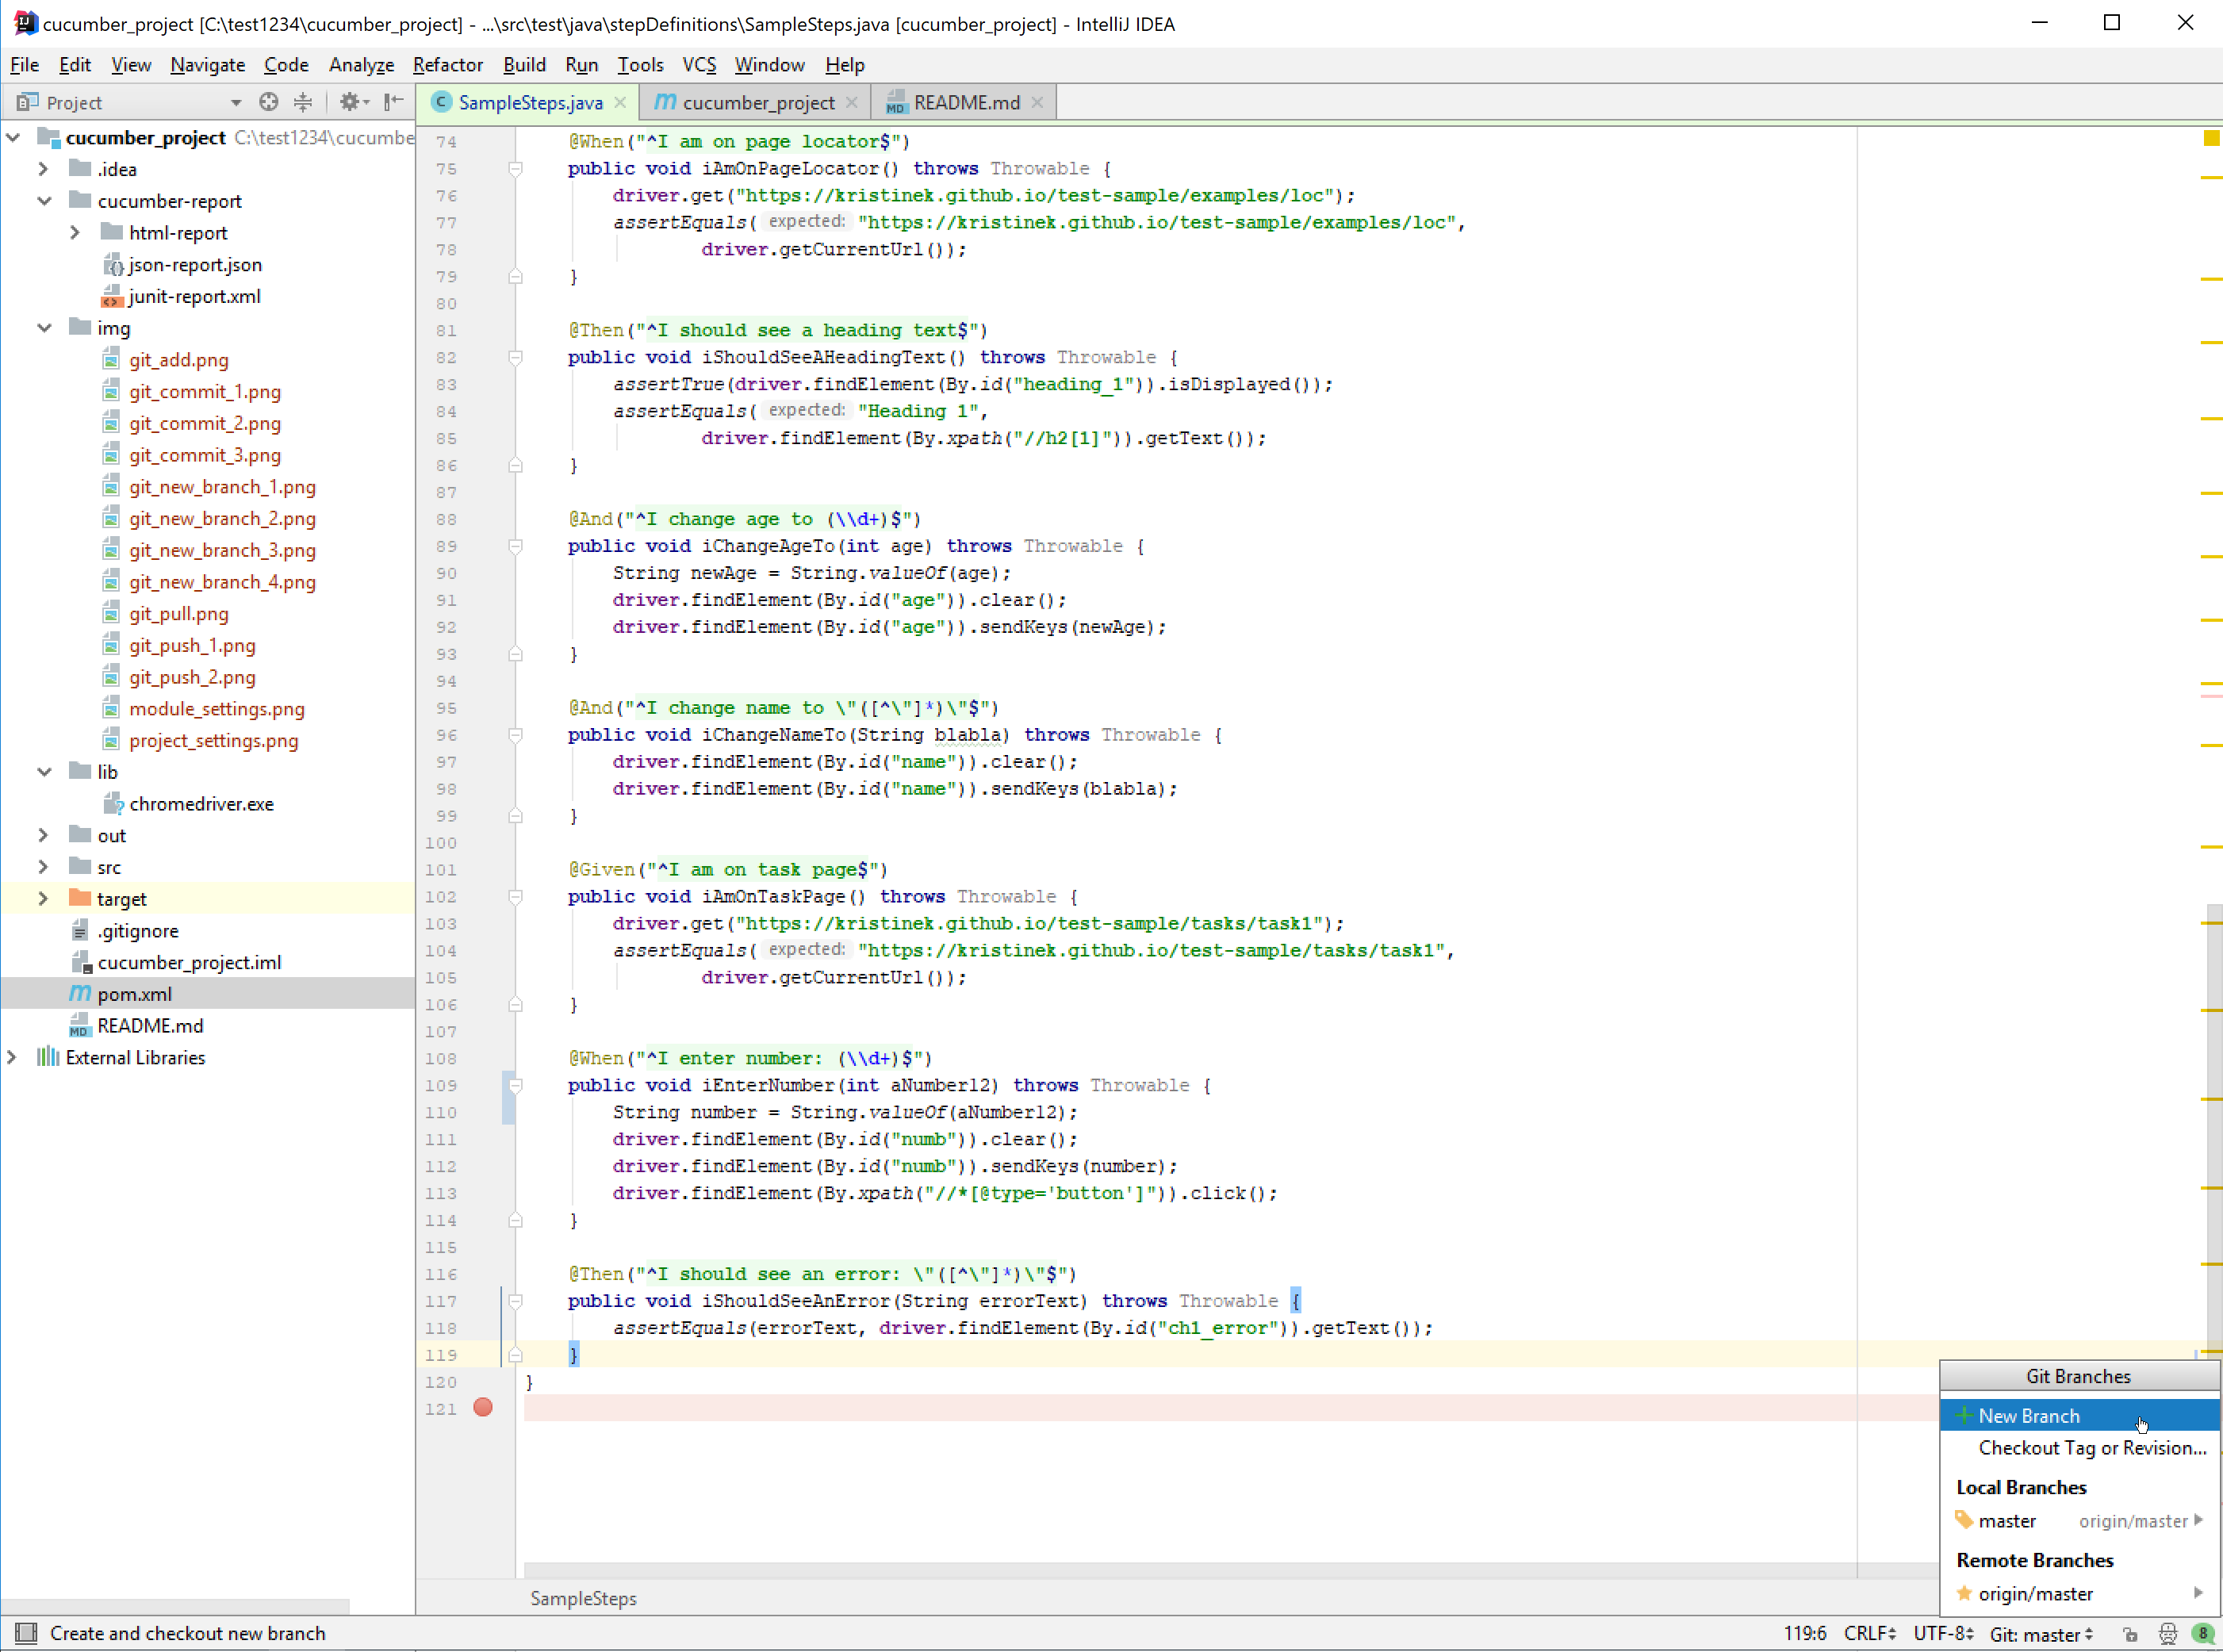 cucumber_project [C:\test1234\cucumber_project] - ...\src\test\java\stepDefinitions\SampleSteps.java [cucumber_project] - IntelliJ IDEA
File Edit View Navigate Code Analyze Refactor Build Run Tools VCS Window Help
Project
SampleSteps.java
cucumber_project
README.md
cucumber_project C:\test1234\cucumbe
.idea
cucumber-report
html-report
json-report.json
junit-report.xml
img
git_add.png
git_commit_1.png
git_commit_2.png
git_commit_3.png
git_new_branch_1.png
git_new_branch_2.png
git_new_branch_3.png
git_new_branch_4.png
git_pull.png
git_push_1.png
git_push_2.png
module_settings.png
project_settings.png
lib
chromedriver.exe
out
src
target
.gitignore
cucumber_project.iml
pom.xml
README.md
External Libraries
74 @When("^I am on page locator$")
75 public void iAmOnPageLocator() throws Throwable {
76 driver.get("https://kristinek.github.io/test-sample/examples/loc");
77 assertEquals( expected: "https://kristinek.github.io/test-sample/examples/loc",
78 driver.getCurrentUrl());
79 }
80
81 @Then("^I should see a heading text$")
82 public void iShouldSeeAHeadingText() throws Throwable {
83 assertTrue(driver.findElement(By.id("heading_1")).isDisplayed());
84 assertEquals( expected: "Heading 1",
85 driver.findElement(By.xpath("//h2[1]")).getText());
86 }
87
88 @And("^I change age to (\\d+)$")
89 public void iChangeAgeTo(int age) throws Throwable {
90 String newAge = String.valueOf(age);
91 driver.findElement(By.id("age")).clear();
92 driver.findElement(By.id("age")).sendKeys(newAge);
93 }
94
95 @And("^I change name to \"([^\"]*)\"$")
96 public void iChangeNameTo(String blabla) throws Throwable {
97 driver.findElement(By.id("name")).clear();
98 driver.findElement(By.id("name")).sendKeys(blabla);
99 }
100
101 @Given("^I am on task page$")
102 public void iAmOnTaskPage() throws Throwable {
103 driver.get("https://kristinek.github.io/test-sample/tasks/task1");
104 assertEquals( expected: "https://kristinek.github.io/test-sample/tasks/task1",
105 driver.getCurrentUrl());
106 }
107
108 @When("^I enter number: (\\d+)$")
109 public void iEnterNumber(int aNumber12) throws Throwable {
110 String number = String.valueOf(aNumber12);
111 driver.findElement(By.id("numb")).clear();
112 driver.findElement(By.id("numb")).sendKeys(number);
113 driver.findElement(By.xpath("//*[@type='button']")).click();
114 }
115
116 @Then("^I should see an error: \"([^\"]*)\"$")
117 public void iShouldSeeAnError(String errorText) throws Throwable {
118 assertEquals(errorText, driver.findElement(By.id("ch1_error")).getText());
119 }
120 }
121
Git Branches
New Branch
Checkout Tag or Revision...
Local Branches
master origin/master
Remote Branches
origin/master
SampleSteps
Create and checkout new branch 119:6 CRLF UTF-8 Git: master 8